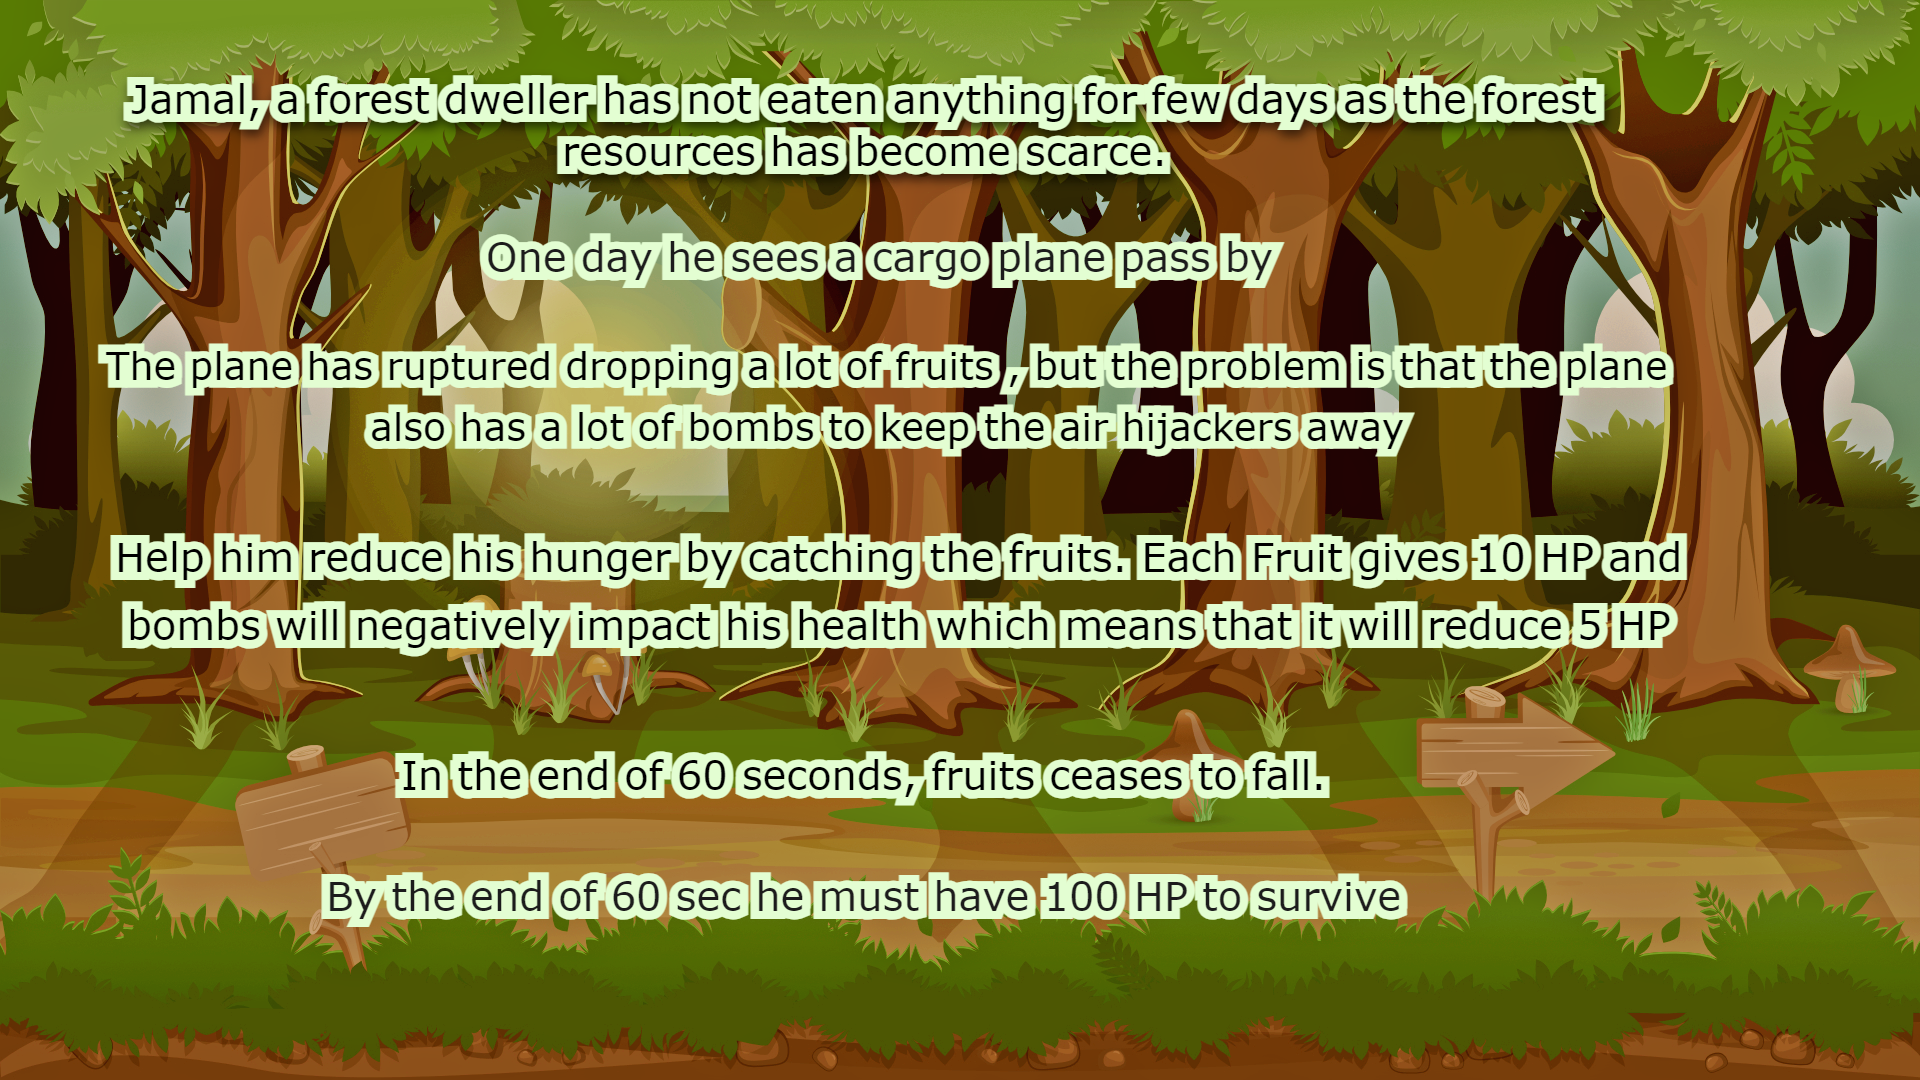 Jamal, a forest dweller has not eaten anything for few days as the forest
resources has become scarce.
One day he sees a cargo plane pass by
The plane has ruptured dropping a lot of fruits , but the problem is that the plane
also has a lot of bombs to keep the air hijackers away
Help him reduce his hunger by catching the fruits. Each Fruit gives 10 HP and
bombs will negatively impact his health which means that it will reduce 5 HP
In the end of 60 seconds, fruits ceases to fall.
By the end of 60 sec he must have 100 HP to survive